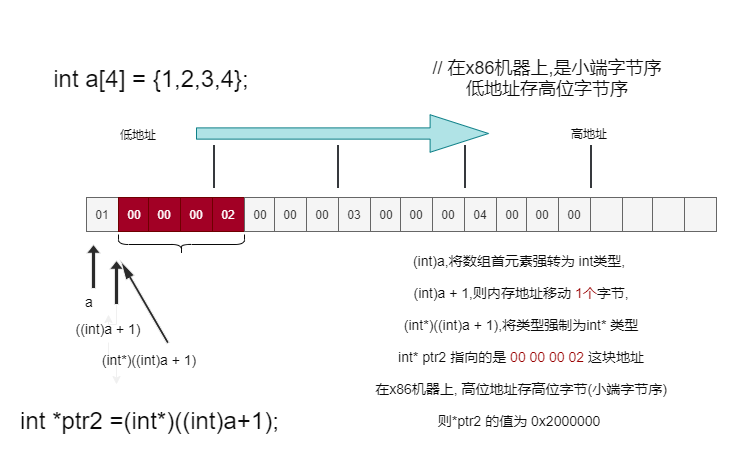 int a[4] = {1,2,3,4};
// 在x86机器上,是小端字节序
低地址存高位字节序
低地址
高地址
01 00 00 00 02 00 00 00 03 00 00 00 04 00 00 00
a
((int)a + 1)
(int*)((int)a + 1)
(int)a,将数组首元素强转为 int类型,
(int)a + 1,则内存地址移动 1个字节,
(int*)((int)a + 1),将类型强制为int* 类型
int* ptr2 指向的是 00 00 00 02 这块地址
在x86机器上, 高位地址存高位字节(小端字节序)
则*ptr2 的值为 0x2000000
int *ptr2 =(int*)((int)a+1);